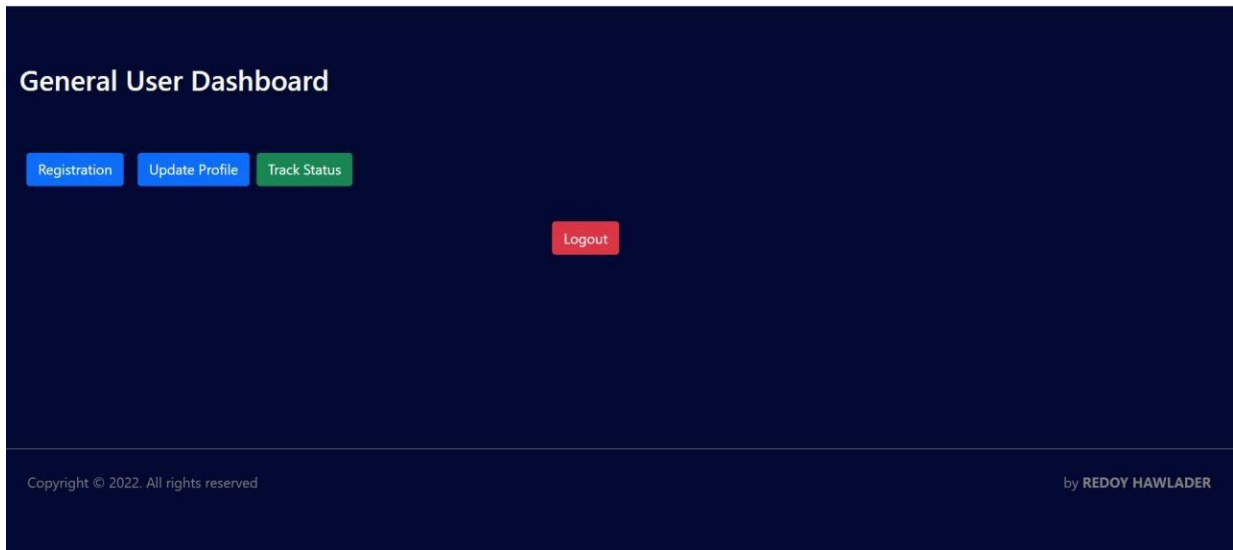 General User Dashboard
Registration Update Profile Track Status
Logout
Copyright © 2022. All rights reserved by REDOY HAWLADER